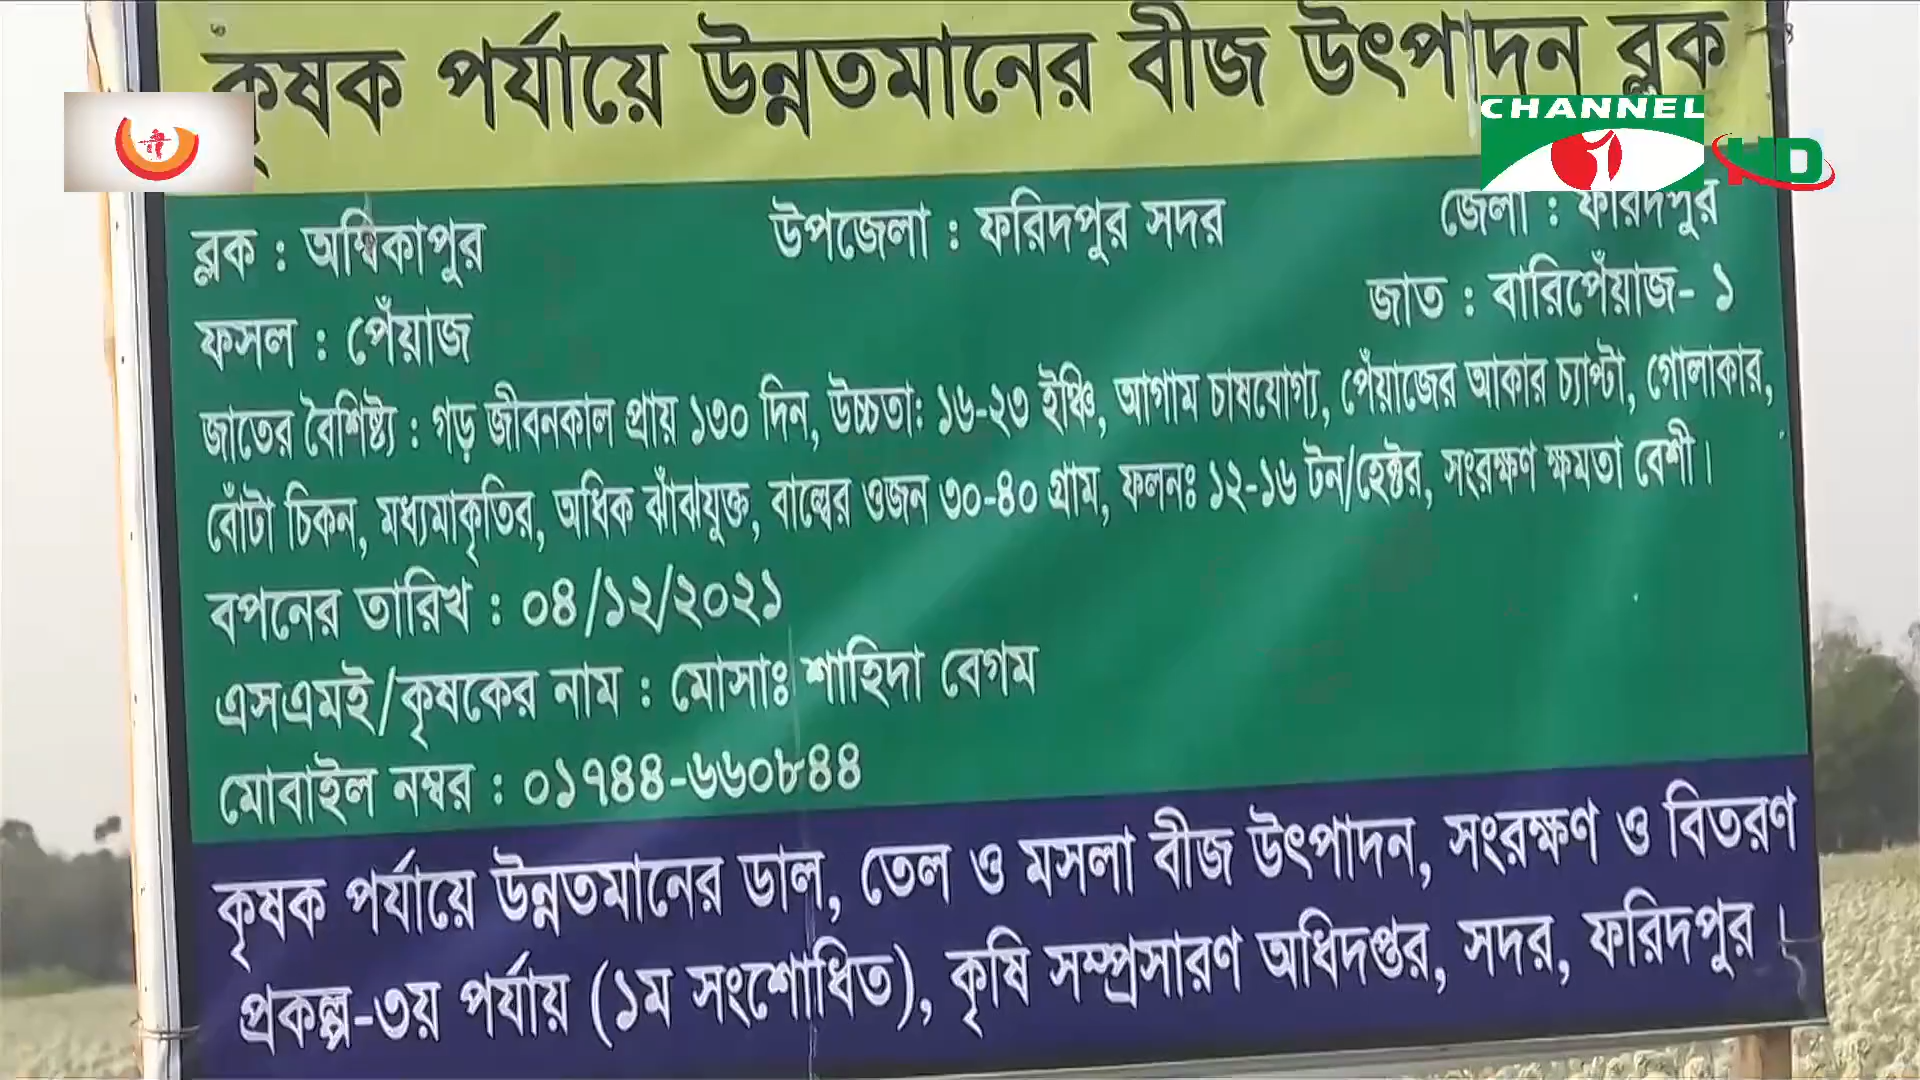 কৃষক পর্যায়ে উন্নতমানের বীজ উৎপাদন ব্লক
CHANNEL
HD
ব্লক : অম্বিকাপুর উপজেলা : ফরিদপুর সদর জেলা : ফরিদপুর
ফসল : পেঁয়াজ জাত : বারিপেঁয়াজ- ১
জাতের বৈশিষ্ট্য : গড় জীবনকাল প্রায় ১৩০ দিন, উচ্চতা: ১৬-২৩ ইঞ্চি, আগাম চাষযোগ্য, পেঁয়াজের আকার চ্যাপ্টা, গোলাকার,
বোঁটা চিকন, মধ্যমাকৃতির, অধিক ঝাঁঝযুক্ত, বাল্বের ওজন ৩০-৪০ গ্রাম, ফলনঃ ১২-১৬ টন/হেক্টর, সংরক্ষণ ক্ষমতা বেশী।
বপনের তারিখ : ০৪/১২/২০২১
এসএমই/কৃষকের নাম : মোসাঃ শাহিদা বেগম
মোবাইল নম্বর : ০১৭৪৪-৬৬০৮৪৪
কৃষক পর্যায়ে উন্নতমানের ডাল, তেল ও মসলা বীজ উৎপাদন, সংরক্ষণ ও বিতরণ
প্রকল্প-৩য় পর্যায় (১ম সংশোধিত), কৃষি সম্প্রসারণ অধিদপ্তর, সদর, ফরিদপুর।